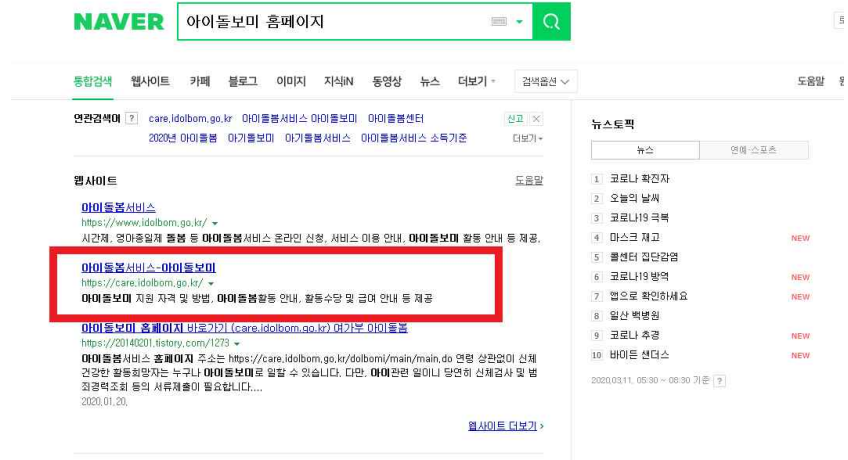 NAVER
아이돌보미 홈페이지
통합검색 웹사이트 카페 블로그 이미지 지식iN 동영상 뉴스 더보기 검색옵션 도움말
연관검색어 ? care.idolbom.go.kr 아이돌봄서비스 아이돌보미 아이돌봄센터 신고 ×
2020년 아이돌봄 아기돌보미 아기돌봄서비스 아이돌봄서비스 소득기준 더보기
웹사이트 도움말
아이돌봄서비스
https://www.idolbom.go.kr/
시간제, 영아종일제 돌봄 등 아이돌봄서비스 온라인 신청, 서비스 이용 안내, 아이돌보미 활동 안내 등 제공.
아이돌봄서비스-아이돌보미
https://care.idolbom.go.kr/
아이돌보미 지원 자격 및 방법, 아이돌봄활동 안내, 활동수당 및 급여 안내 등 제공
아이돌보미 홈페이지 바로가기 (care.idolbom.go.kr) 여가부 아이돌봄
https://20140201.tistory.com/1273
아이돌봄서비스 홈페이지 주소는 https://care.idolbom.go.kr/dolbomi/main/main.do 연령 상관없이 신체
건강한 활동희망자는 누구나 아이돌보미로 일할 수 있습니다. 다만, 아이관련 일이니 당연히 신체검사 및 범
죄경력조회 등의 서류제출이 필요합니다....
2020.01.20.
웹사이트 더보기
뉴스토픽
뉴스 연예·스포츠
1 코로나 확진자
2 오늘의 날씨
3 코로나19 극복
4 마스크 재고 NEW
5 콜센터 집단감염
6 코로나19 방역 NEW
7 앱으로 확인하세요 NEW
8 일산 백병원
9 코로나 추경 NEW
10 바이든 샌더스 NEW
2020.03.11. 05:30 ~ 08:30 기준 ?